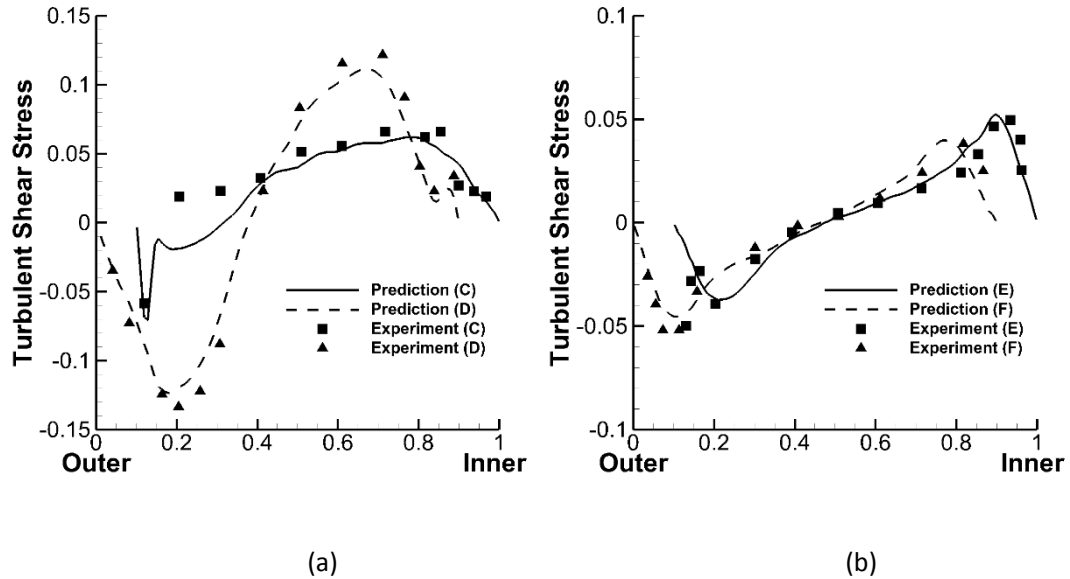 Turbulent Shear Stress
0.15
0.1
0.05
0
-0.05
-0.1
-0.15
0 0.2 0.4 0.6 0.8 1
Outer Inner
Prediction (C)
Prediction (D)
Experiment (C)
Experiment (D)
(a)
Turbulent Shear Stress
0.1
0.05
0
-0.05
-0.1
0 0.2 0.4 0.6 0.8 1
Outer Inner
Prediction (E)
Prediction (F)
Experiment (E)
Experiment (F)
(b)